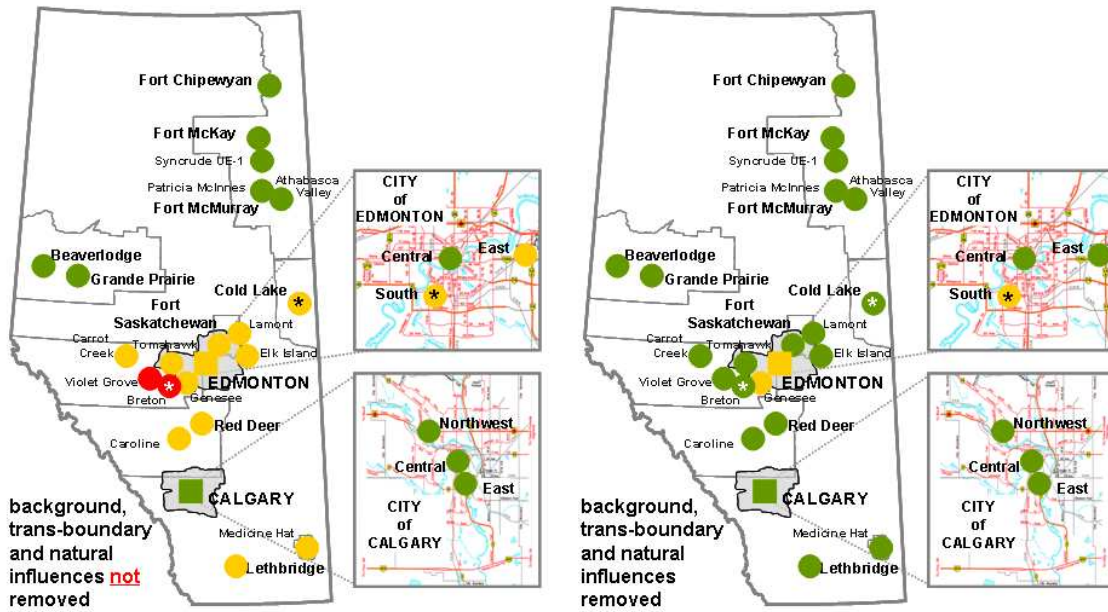 Fort Chipewyan
Fort McKay
Syncrude UE-1
Patricia McInnes
Athabasca
Valley
Fort McMurray
Beaverlodge
Grande Prairie
Cold Lake
*
Fort
Saskatchewan
Lamont
Carrot
Creek
Tomahawk
Elk Island
Violet Grove
*
EDMONTON
Breton
Genesee
Red Deer
Caroline
CALGARY
Medicine Hat
Lethbridge
background,
trans-boundary
and natural
influences not
removed
CITY
of
EDMONTON
East
Central
South
*
Northwest
Central
East
CITY
of
CALGARY
Fort Chipewyan
Fort McKay
Syncrude UE-1
Patricia McInnes
Athabasca
Valley
Fort McMurray
Beaverlodge
Grande Prairie
Cold Lake
*
Fort
Saskatchewan
Lamont
Carrot
Creek
Tomahawk
Elk Island
Violet Grove
*
EDMONTON
Breton
Genesee
Red Deer
Caroline
CALGARY
Medicine Hat
Lethbridge
background,
trans-boundary
and natural
influences
removed
CITY
of
EDMONTON
East
Central
South
*
Northwest
Central
East
CITY
of
CALGARY